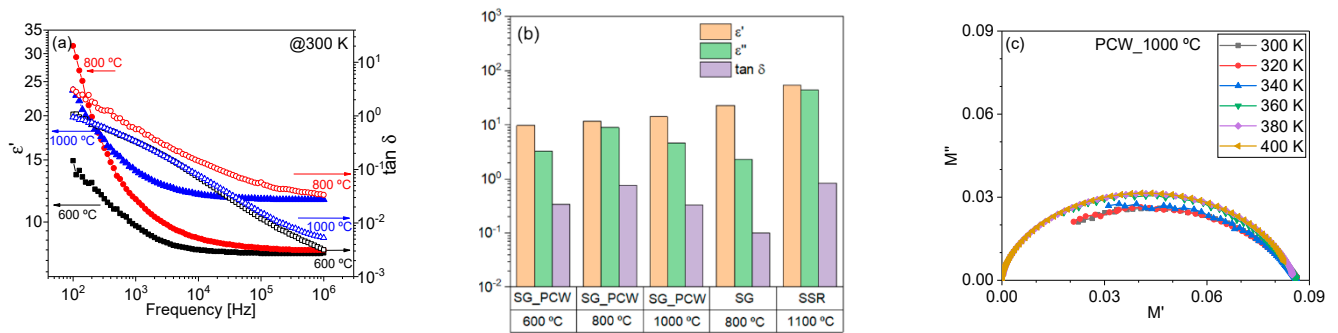 (a)
@300 K
35
30
25
20
15
10
ε'
800 ºC
1000 ºC
600 ºC
800 ºC
1000 ºC
600 ºC
10¹
10⁰
10⁻¹
10⁻²
10⁻³
tan δ
10² 10³ 10⁴ 10⁵ 10⁶
Frequency [Hz]
(b)
10³
10²
10¹
10⁰
10⁻¹
10⁻²
ε'
ε"
tan δ
SG_PCW SG_PCW SG_PCW SG SSR
600 ºC 800 ºC 1000 ºC 800 ºC 1100 ºC
(c)
PCW_1000 ºC
0.09
0.06
0.03
0.00
M"
300 K
320 K
340 K
360 K
380 K
400 K
0.00 0.03 0.06 0.09
M'